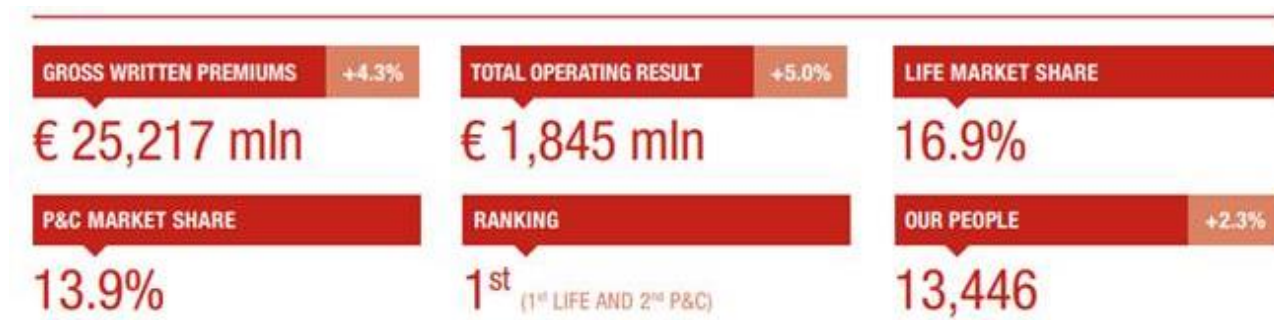 GROSS WRITTEN PREMIUMS +4.3%
€ 25,217 mln
TOTAL OPERATING RESULT +5.0%
€ 1,845 mln
LIFE MARKET SHARE
16.9%
P&C MARKET SHARE
13.9%
RANKING
1st (1st LIFE AND 2nd P&C)
OUR PEOPLE +2.3%
13,446